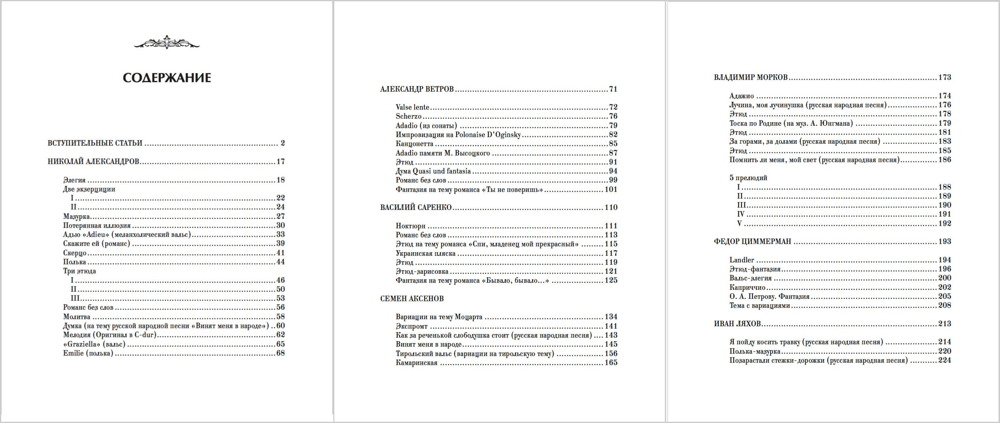 СОДЕРЖАНИЕ
ВСТУПИТЕЛЬНЫЕ СТАТЬИ ........ 2
НИКОЛАЙ АЛЕКСАНДРОВ ........ 17
Элегия ........ 18
Две экзерциции
I ........ 22
II ........ 24
Мазурка ........ 27
Потерянная иллюзия ........ 30
Адью «Adieu» (меланхолический вальс) ........ 33
Скажите ей (романс) ........ 39
Скерцо ........ 41
Полька ........ 44
Три этюда
I ........ 46
II ........ 50
III ........ 53
Романс без слов ........ 56
Молитва ........ 58
Думка (на тему русской народной песни «Винят меня в народе») .. 60
Мелодия (Оригинал в C-dur) ........ 62
«Graziella» (вальс) ........ 65
Emilie (полька) ........ 68
АЛЕКСАНДР ВЕТРОВ ........ 71
Valse lente ........ 72
Scherzo ........ 76
Adadio (из сонаты) ........ 79
Импровизация на Polonaise D’Oginsky ........ 82
Канцонетта ........ 85
Adadio памяти М. Высоцкого ........ 87
Этюд ........ 91
Дума Quasi und fantasia ........ 94
Романс без слов ........ 99
Фантазия на тему романса «Ты не поверишь» ........ 101
ВАСИЛИЙ САРЕНКО ........ 110
Ноктюрн ........ 111
Романс без слов ........ 113
Этюд на тему романса «Спи, младенец мой прекрасный» ........ 115
Украинская пляска ........ 117
Этюд ........ 119
Этюд-зарисовка ........ 121
Фантазия на тему романса «Бывало, бывало...» ........ 125
СЕМЕН АКСЕНОВ
Вариации на тему Моцарта ........ 134
Экспромт ........ 141
Как за реченькой слободушка стоит (русская народная песня) .... 143
Винят меня в народе ........ 145
Тирольский вальс (вариации на тирольскую тему) ........ 156
Камаринская ........ 165
ВЛАДИМИР МОРКОВ ........ 173
Адажио ........ 174
Лучина, моя лучинушка (русская народная песня) ........ 176
Этюд ........ 178
Тоска по Родине (на муз. А. Юнгмана) ........ 179
Этюд ........ 181
За горами, за долами (русская народная песня) ........ 183
Этюд ........ 185
Помнить ли меня, мой свет (русская народная песня) ........ 186
5 прелюдий
I ........ 188
II ........ 189
III ........ 190
IV ........ 191
V ........ 192
ФЕДОР ЦИММЕРМАН ........ 193
Landler ........ 194
Этюд-фантазия ........ 196
Вальс-элегия ........ 200
Каприччио ........ 202
О. А. Петрову. Фантазия ........ 205
Тема с вариациями ........ 208
ИВАН ЛЯХОВ ........ 213
Я пойду косить травку (русская народная песня) ........ 214
Полька-мазурка ........ 220
Позарастали стежки-дорожки (русская народная песня) ........ 224